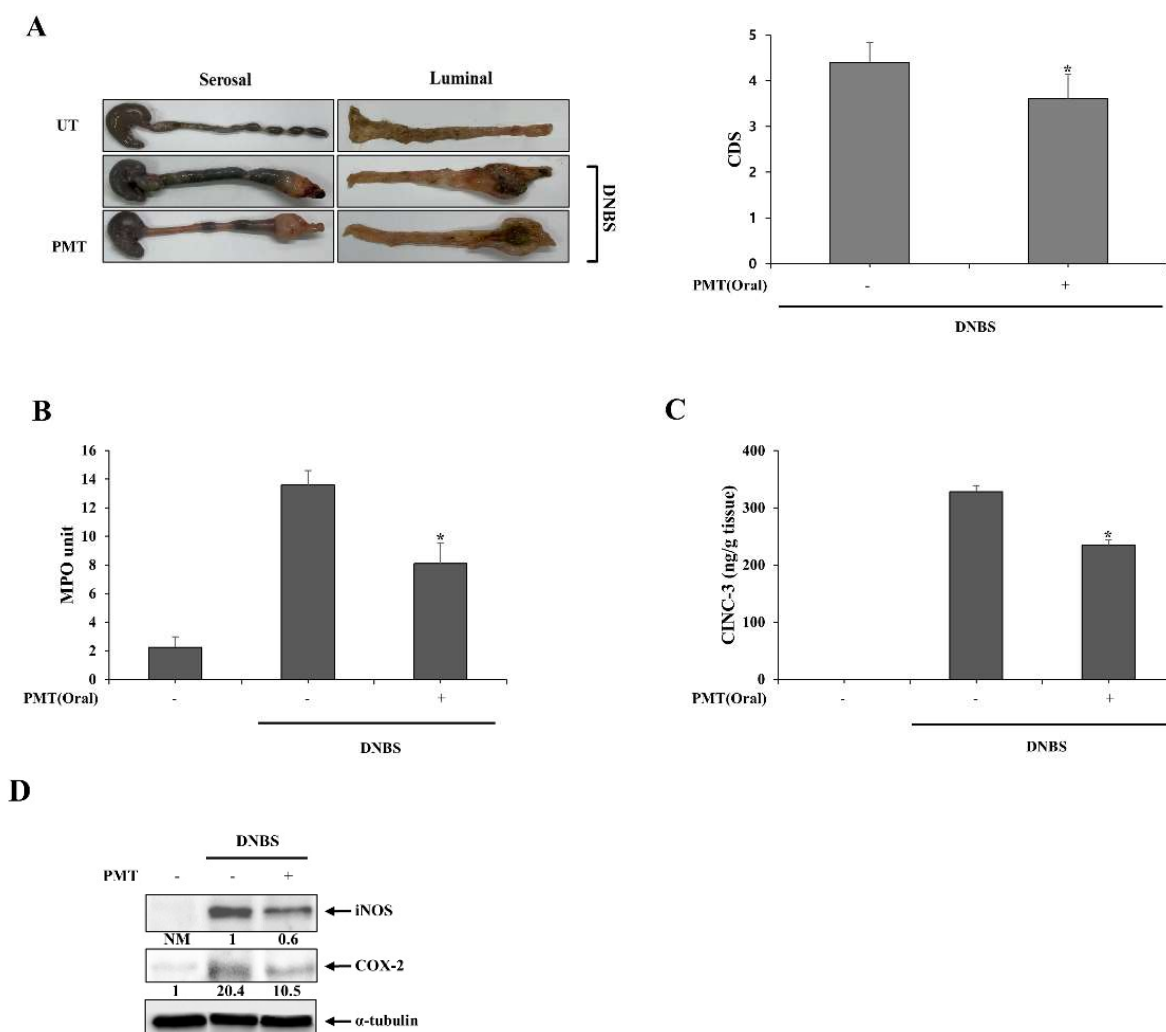 A
Serosal Luminal
UT
PMT
DNBS
5
4
3
2
1
0
CDS
PMT(Oral) - +
DNBS
B
16
14
12
10
8
6
4
2
0
MPO unit
*
PMT(Oral) - - +
DNBS
C
400
300
200
100
0
CINC-3 (ng/g tissue)
*
- - +
PMT(Oral)
DNBS
D
DNBS
PMT - - +
iNOS
NM 1 0.6
COX-2
1 20.4 10.5
α-tubulin